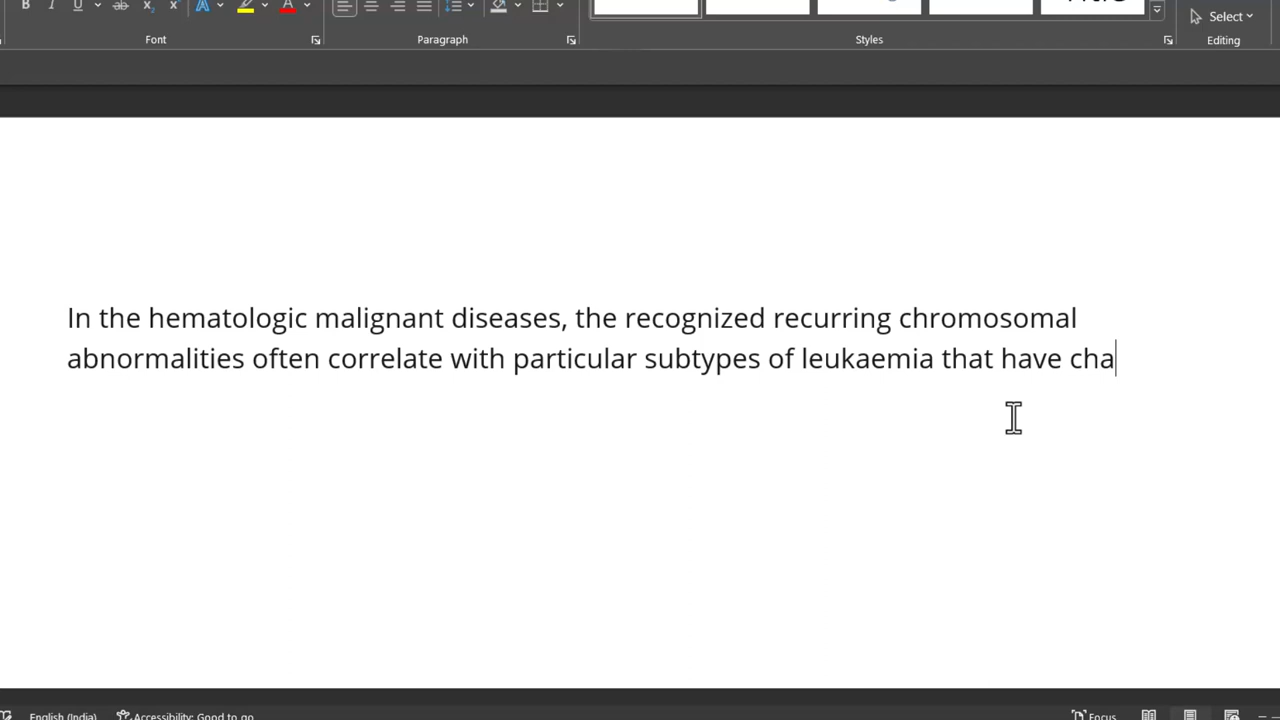 B I U ab x x A A
Font Paragraph Styles Select
Editing
In the hematologic malignant diseases, the recognized recurring chromosomal
abnormalities often correlate with particular subtypes of leukaemia that have cha
English (India) Accessibility: Good to go Focus